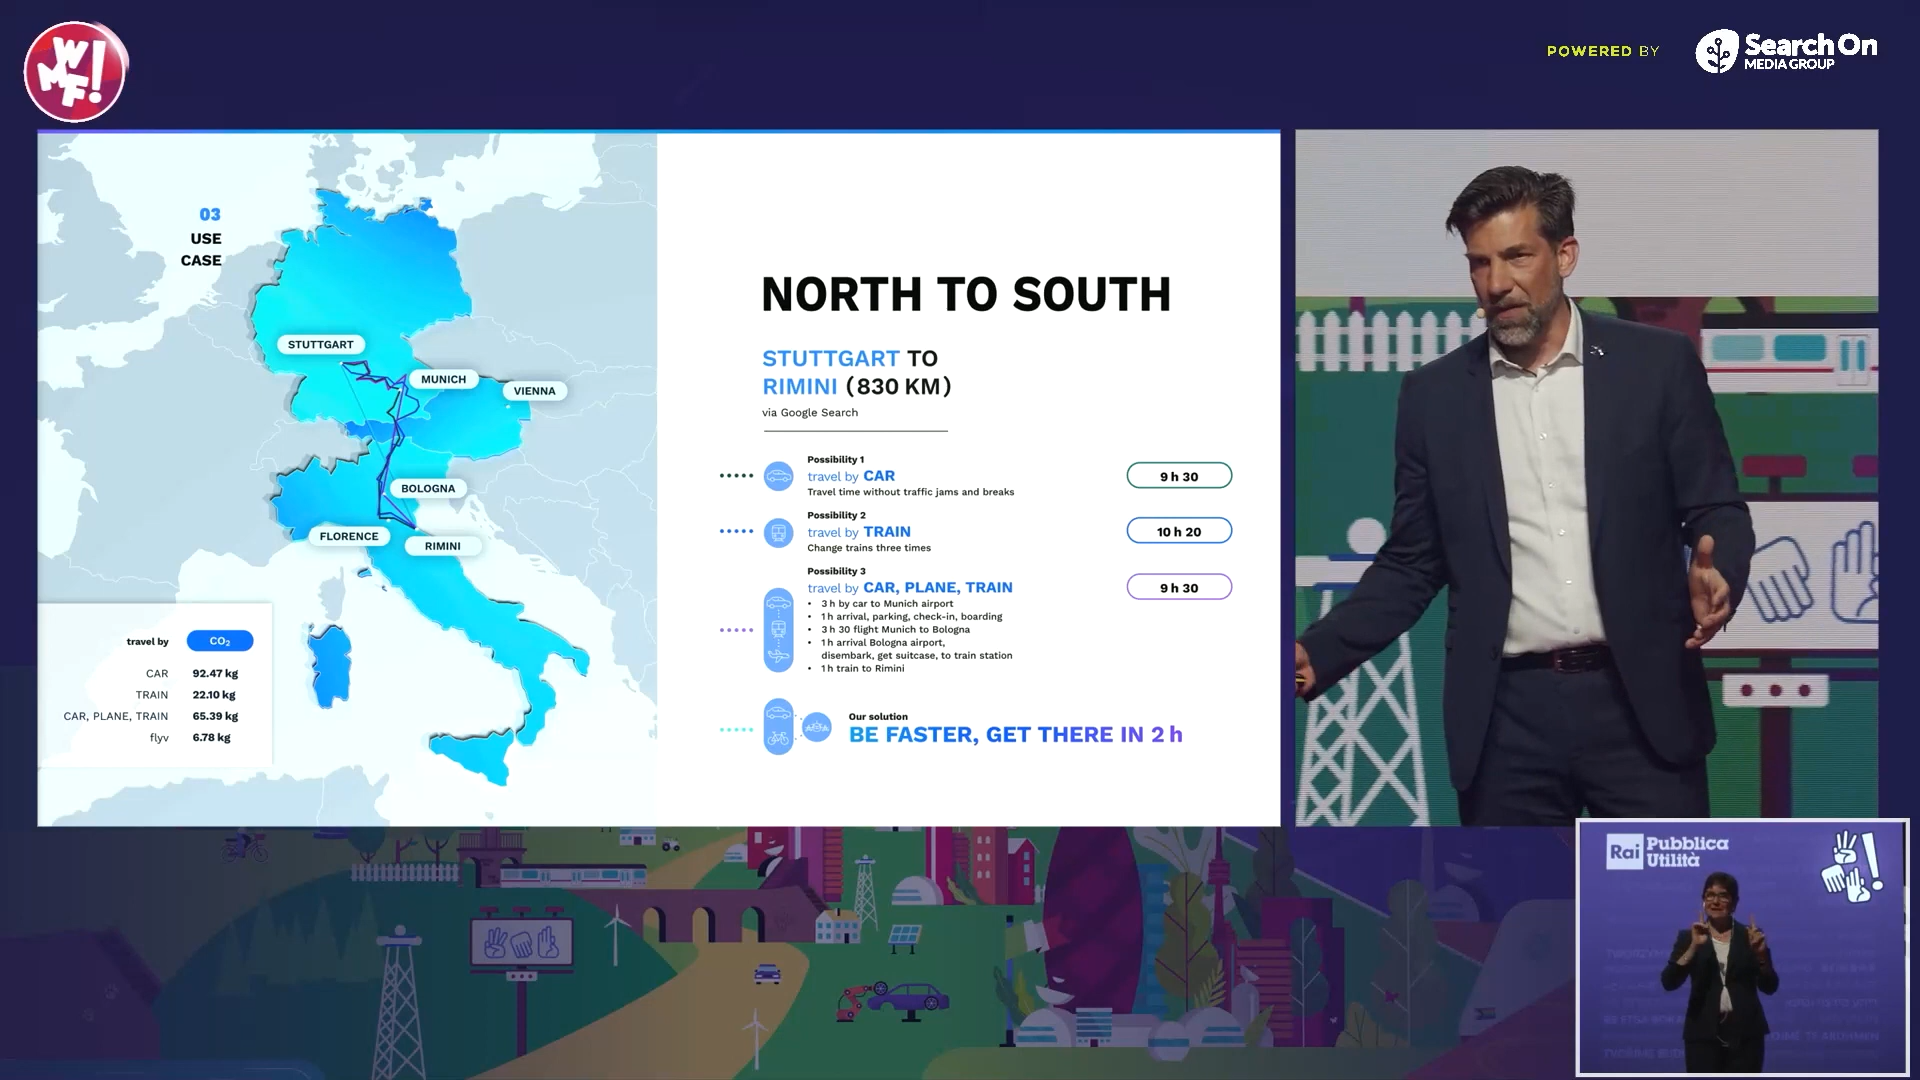 WMF!
POWERED BY
Search On
MEDIA GROUP
03
USE
CASE
STUTTGART
MUNICH
VIENNA
BOLOGNA
FLORENCE
RIMINI
travel by CO₂
CAR 92.47 kg
TRAIN 22.10 kg
CAR, PLANE, TRAIN 65.39 kg
flyv 6.78 kg
NORTH TO SOUTH
STUTTGART TO
RIMINI (830 KM)
via Google Search
Possibility 1
travel by CAR
Travel time without traffic jams and breaks
9 h 30
Possibility 2
travel by TRAIN
Change trains three times
10 h 20
Possibility 3
travel by CAR, PLANE, TRAIN
9 h 30
• 3 h by car to Munich airport
• 1 h arrival, parking, check-in, boarding
• 3 h 30 flight Munich to Bologna
• 1 h arrival Bologna airport,
disembark, get suitcase, to train station
• 1 h train to Rimini
Our solution
BE FASTER, GET THERE IN 2 h
Rai Pubblica
Utilità